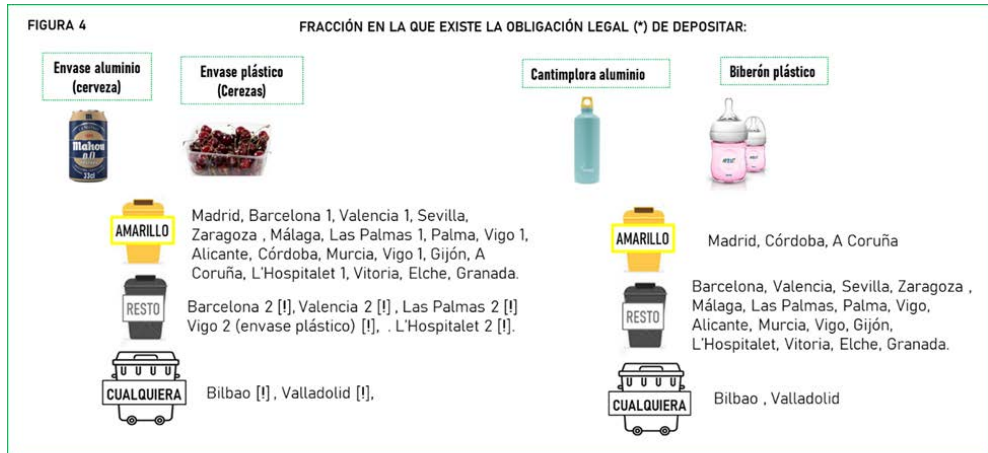 FIGURA 4
FRACCIÓN EN LA QUE EXISTE LA OBLIGACIÓN LEGAL (*) DE DEPOSITAR:
Envase aluminio
(cerveza)
Envase plástico
(Cerezas)
Mahou
0,0
33cl
AMARILLO
Madrid, Barcelona 1, Valencia 1, Sevilla,
Zaragoza , Málaga, Las Palmas 1, Palma, Vigo 1,
Alicante, Córdoba, Murcia, Vigo 1, Gijón, A
Coruña, L'Hospitalet 1, Vitoria, Elche, Granada.
RESTO
Barcelona 2 [!], Valencia 2 [!] , Las Palmas 2 [!]
Vigo 2 (envase plástico) [!], . L'Hospitalet 2 [!].
CUALQUIERA
Bilbao [!] , Valladolid [!],
Cantimplora aluminio
Biberón plástico
AMARILLO
Madrid, Córdoba, A Coruña
RESTO
Barcelona, Valencia, Sevilla, Zaragoza ,
Málaga, Las Palmas, Palma, Vigo,
Alicante, Murcia, Vigo, Gijón,
L'Hospitalet, Vitoria, Elche, Granada.
CUALQUIERA
Bilbao , Valladolid